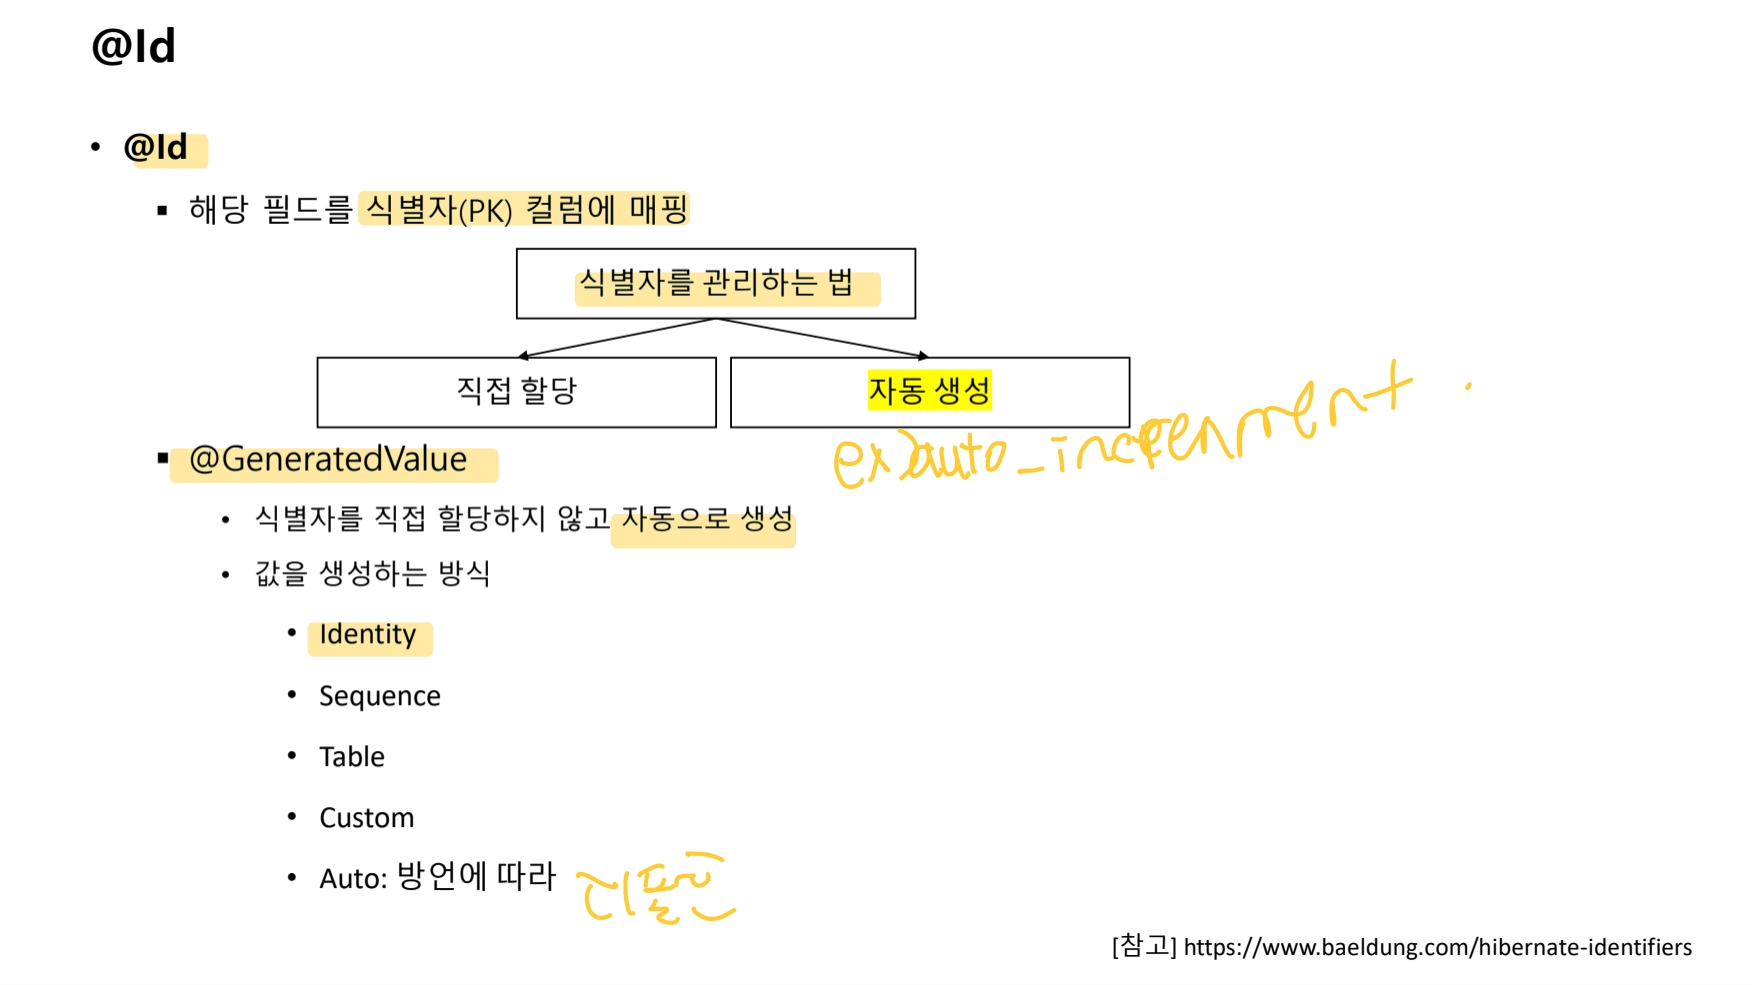 @Id
• @Id
▪ 해당 필드를 식별자(PK) 컬럼에 매핑
식별자를 관리하는 법
직접 할당
자동 생성
ex) auto_increment
▪ @GeneratedValue
• 식별자를 직접 할당하지 않고 자동으로 생성
• 값을 생성하는 방식
• Identity
• Sequence
• Table
• Custom
• Auto: 방언에 따라 디폴트
[참고] https://www.baeldung.com/hibernate-identifiers